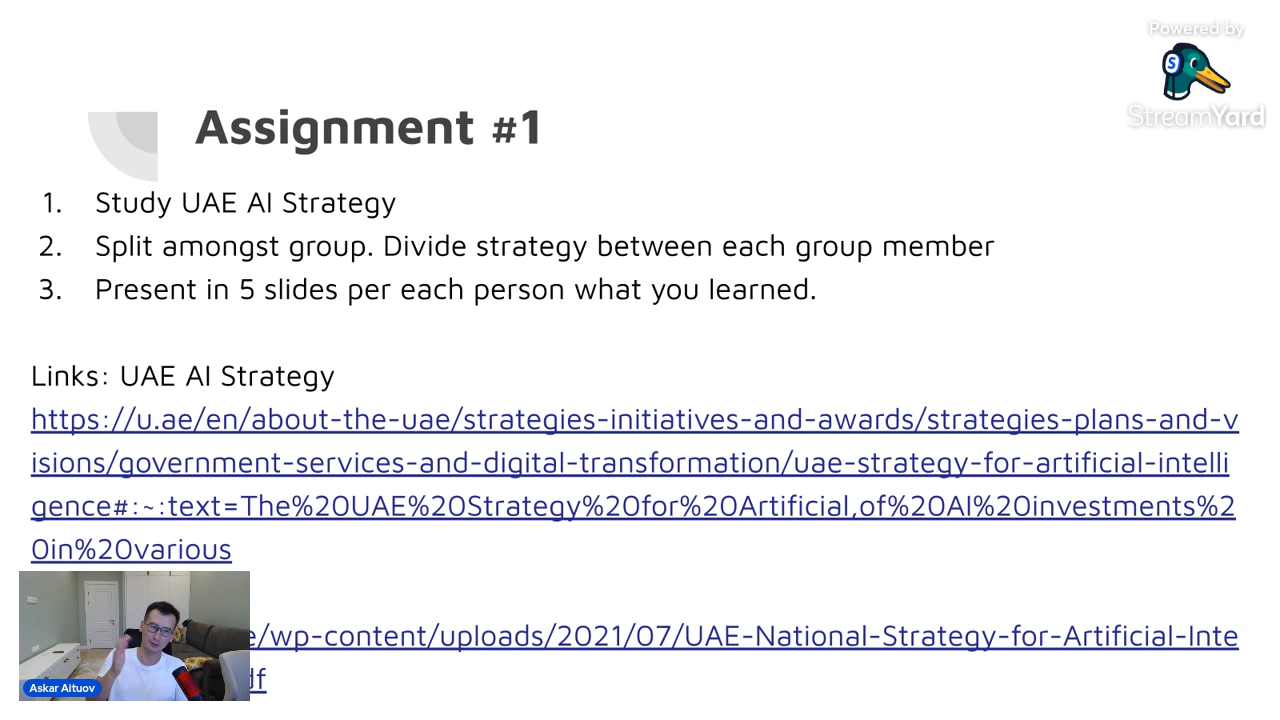 Powered by
StreamYard
Assignment #1
1. Study UAE AI Strategy
2. Split amongst group. Divide strategy between each group member
3. Present in 5 slides per each person what you learned.
Links: UAE AI Strategy
https://u.ae/en/about-the-uae/strategies-initiatives-and-awards/strategies-plans-and-v
isions/government-services-and-digital-transformation/uae-strategy-for-artificial-intelli
gence#:~:text=The%20UAE%20Strategy%20for%20Artificial,of%20AI%20investments%2
0in%20various
e/wp-content/uploads/2021/07/UAE-National-Strategy-for-Artificial-Inte
df
Askar Aituov